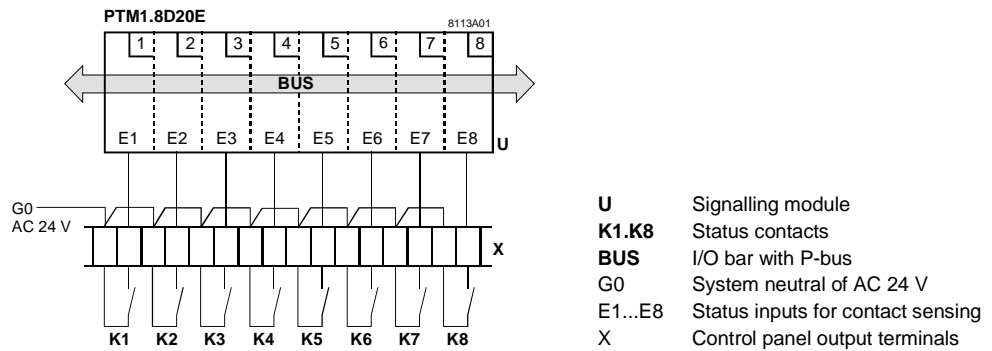 PTM1.8D20E
8113A01
1 2 3 4 5 6 7 8
BUS
E1 E2 E3 E4 E5 E6 E7 E8
U
G0
AC 24 V
X
K1 K2 K3 K4 K5 K6 K7 K8
U Signalling module
K1.K8 Status contacts
BUS I/O bar with P-bus
G0 System neutral of AC 24 V
E1...E8 Status inputs for contact sensing
X Control panel output terminals